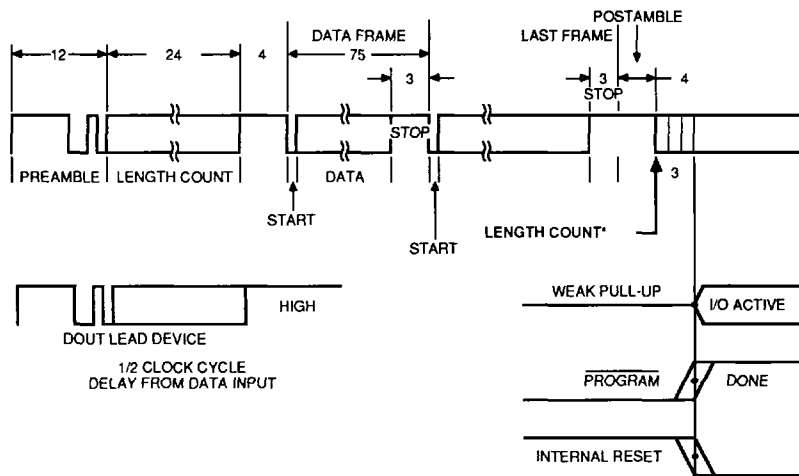 POSTAMBLE
DATA FRAME
LAST FRAME
12
24
4
75
3
3
4
STOP
STOP
PREAMBLE
LENGTH COUNT
DATA
3
START
START
LENGTH COUNT*
HIGH
DOUT LEAD DEVICE
1/2 CLOCK CYCLE
DELAY FROM DATA INPUT
WEAK PULL-UP
I/O ACTIVE
PROGRAM
DONE
INTERNAL RESET